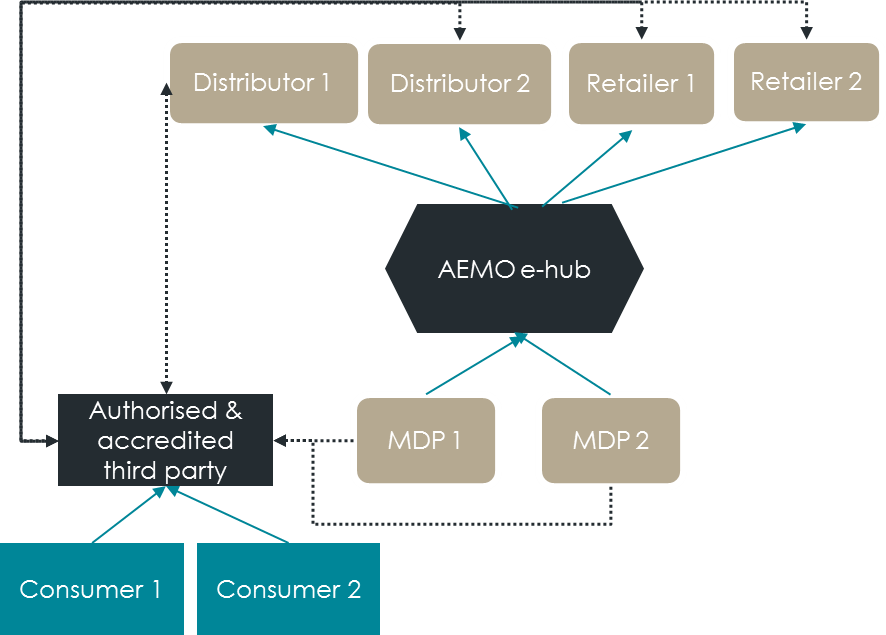 Distributor 1
Distributor 2
Retailer 1
Retailer 2
AEMO e-hub
Authorised &
accredited
third party
MDP 1
MDP 2
Consumer 1
Consumer 2